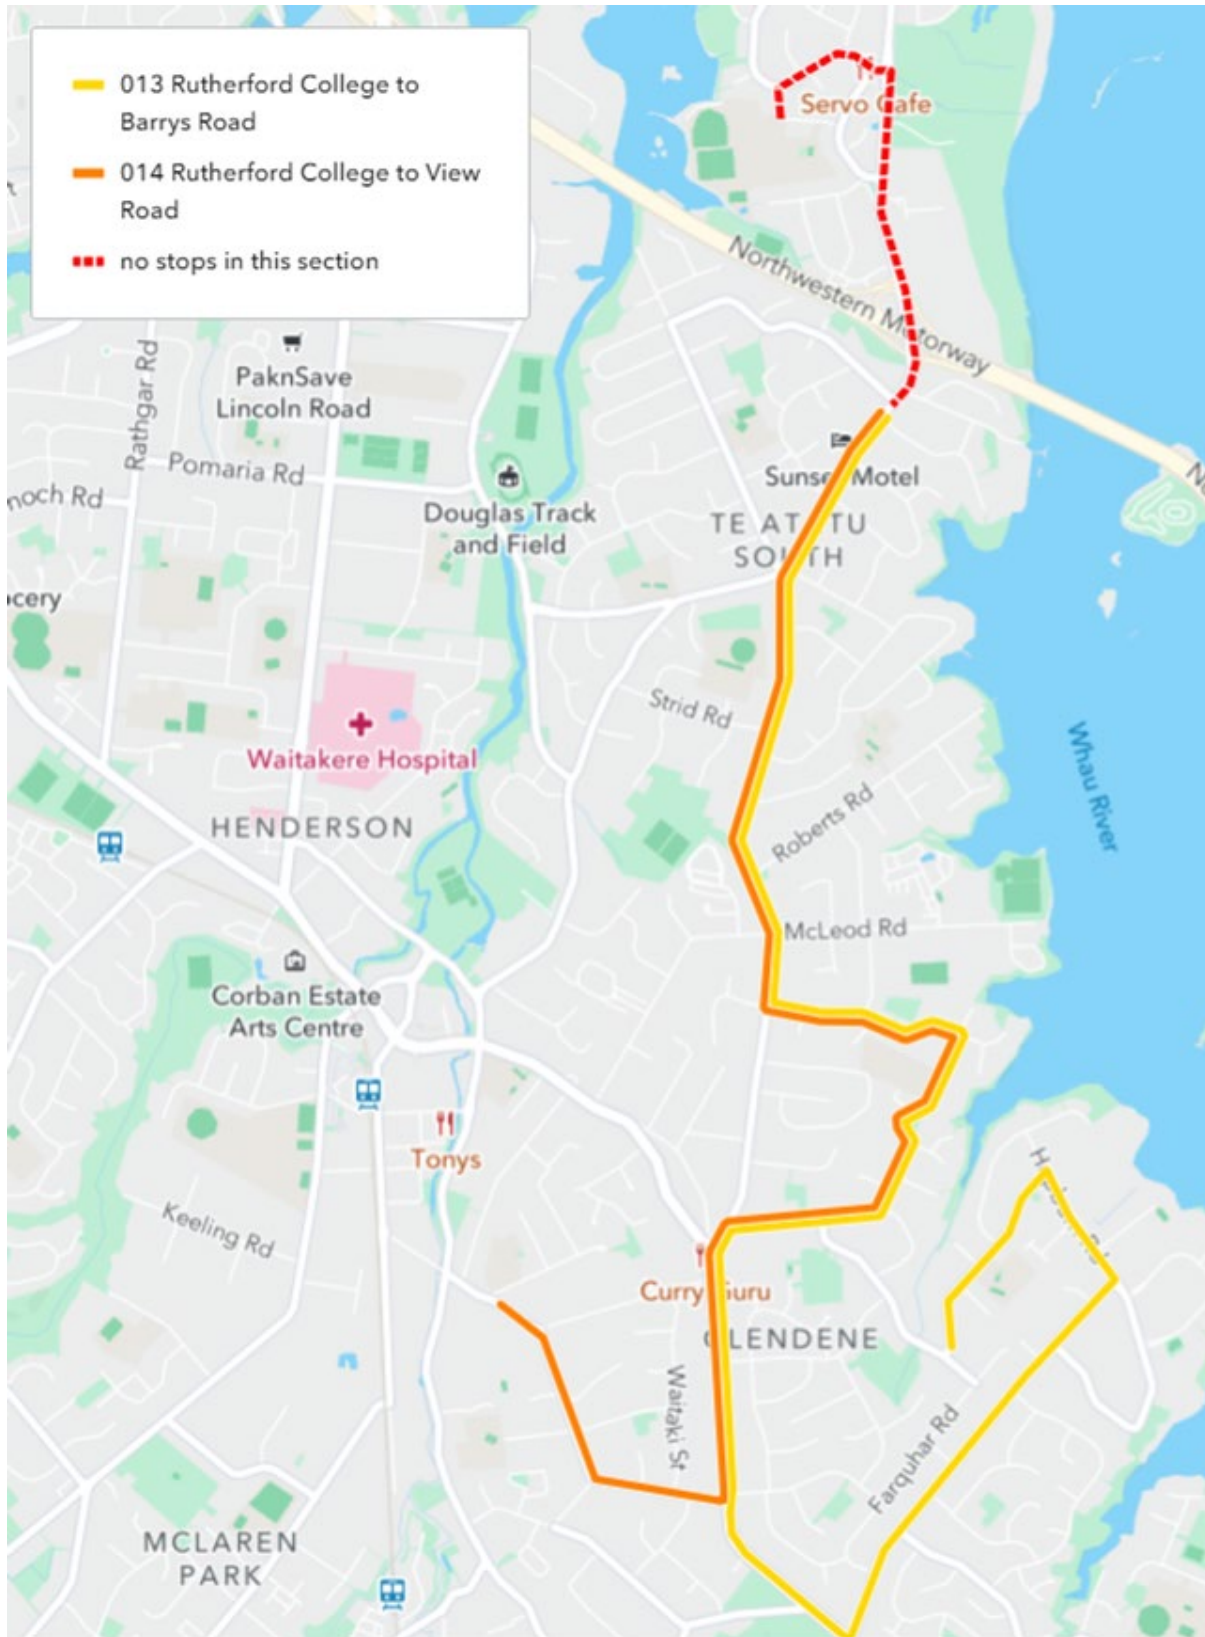 013 Rutherford College to
Barrys Road
014 Rutherford College to View
Road
no stops in this section
Servo Cafe
Northwestern Motorway
Rathgar Rd
PaknSave
Lincoln Road
Pomaria Rd
Sunset Motel
Douglas Track
and Field
TE ATATU
SOUTH
Strid Rd
Whau River
Waitakere Hospital
HENDERSON
Roberts Rd
McLeod Rd
Corban Estate
Arts Centre
Tonys
Keeling Rd
Curry Guru
GLENDENE
Waitaki St
Farquhar Rd
MCLAREN
PARK